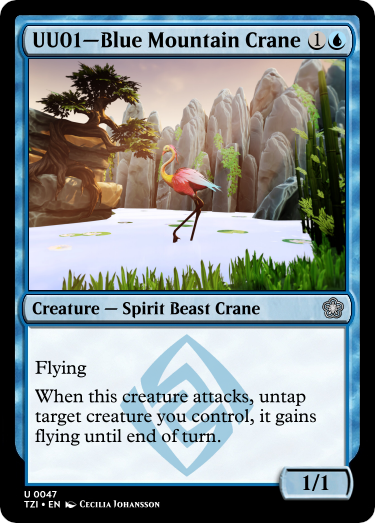 UU01—Blue Mountain Crane 1
Creature — Spirit Beast Crane
Flying
When this creature attacks, untap
target creature you control, it gains
flying until end of turn.
1/1
U 0047
TZI • EN Cecilia Johansson